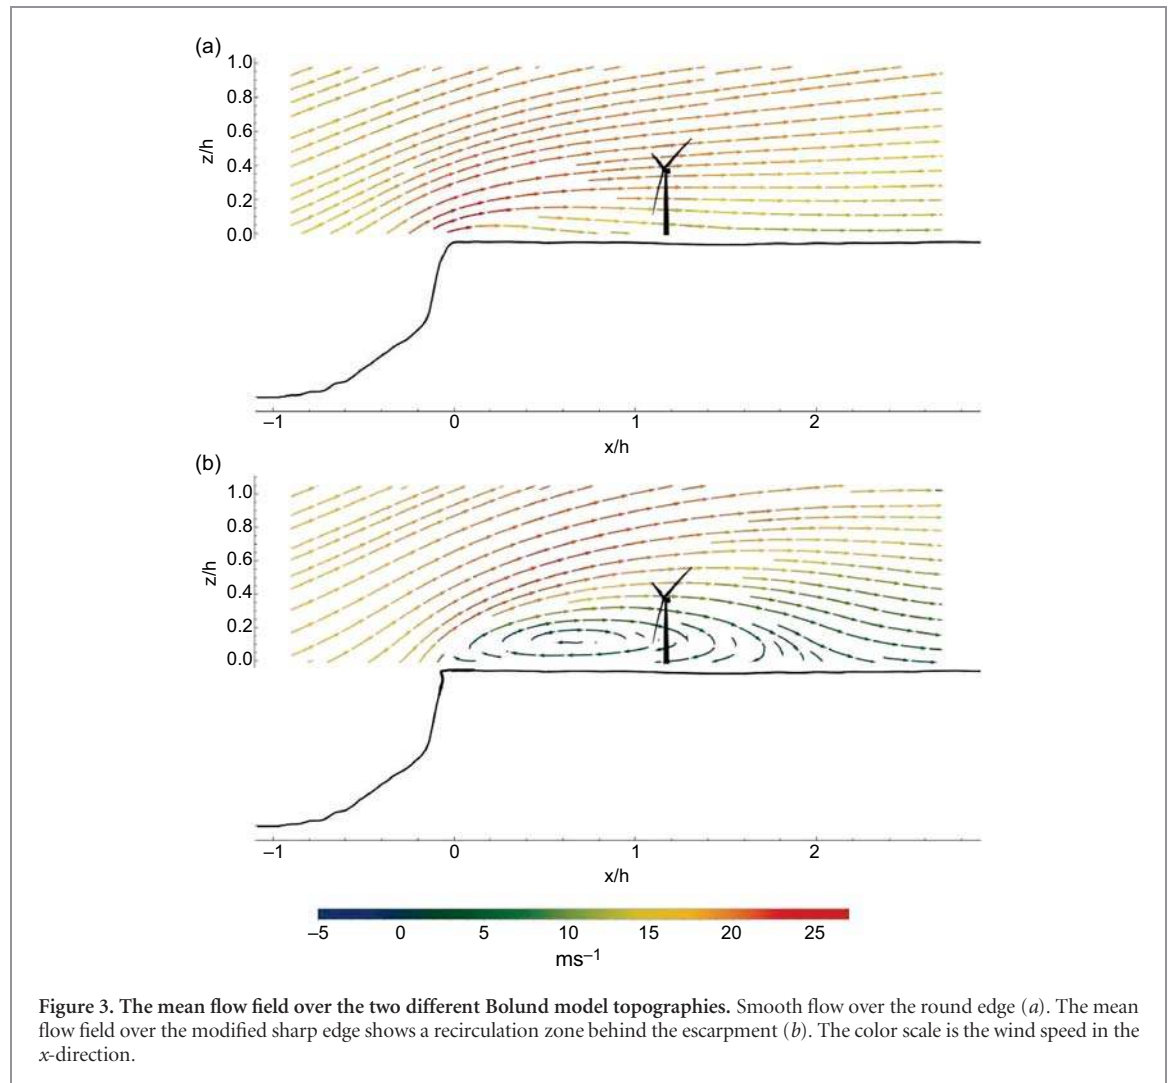 (a)
1.0
0.8
0.6
0.4
0.2
0.0
z/h
–1 0 1 2
x/h
(b)
1.0
0.8
0.6
0.4
0.2
0.0
z/h
–1 0 1 2
x/h
–5 0 5 10 15 20 25
ms–1
Figure 3. The mean flow field over the two different Bolund model topographies. Smooth flow over the round edge (a). The mean
flow field over the modified sharp edge shows a recirculation zone behind the escarpment (b). The color scale is the wind speed in the
x-direction.